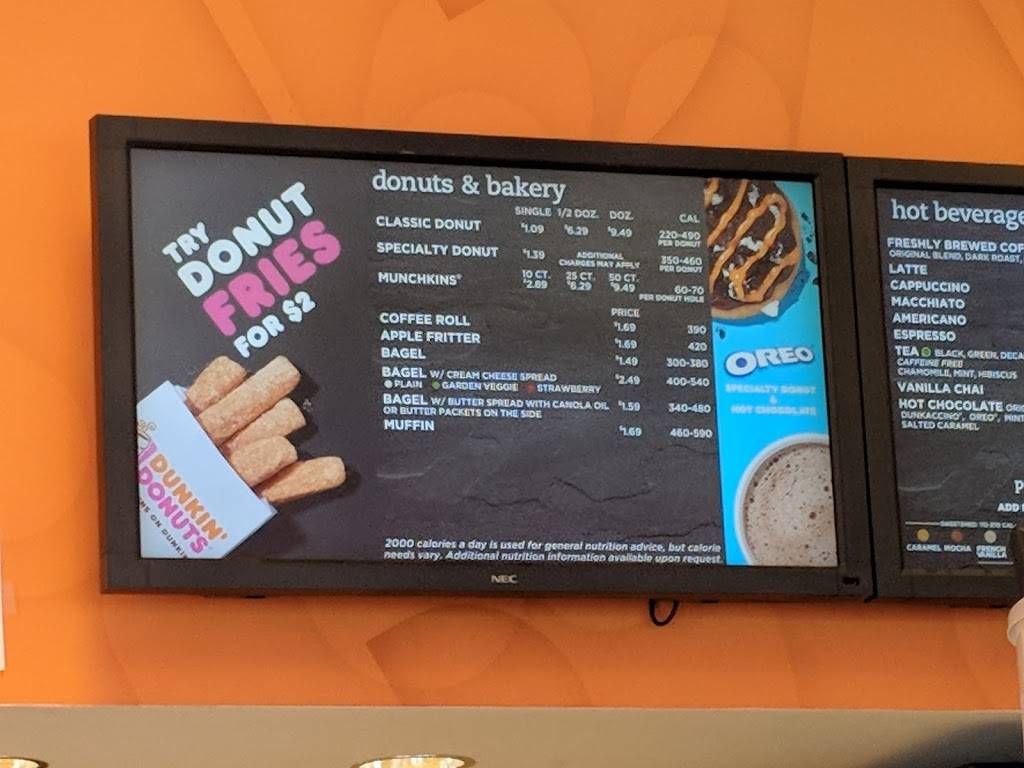 TRY
DONUT
FRIES
FOR $2
DUNKIN'
DONUTS
donuts & bakery
SINGLE 1/2 DOZ. DOZ. CAL
CLASSIC DONUT $1.09 $6.29 $9.49 220-490
PER DONUT
SPECIALTY DONUT $1.39 ADDITIONAL CHARGES MAY APPLY 350-460
PER DONUT
10 CT. 25 CT. 50 CT.
MUNCHKINS® $2.89 $6.29 $9.49 60-70
PER DONUT HOLE
PRICE
COFFEE ROLL $1.69 390
APPLE FRITTER $1.69 420
BAGEL $1.49 300-380
BAGEL W/ CREAM CHEESE SPREAD $2.49 400-540
PLAIN GARDEN VEGGIE STRAWBERRY
BAGEL W/ BUTTER SPREAD WITH CANOLA OIL $1.59 340-480
OR BUTTER PACKETS ON THE SIDE
MUFFIN $1.69 460-590
2000 calories a day is used for general nutrition advice, but calorie
needs vary. Additional nutrition information available upon request.
OREO
SPECIALTY DONUT
&
HOT CHOCOLATE
NEC
hot beverage
FRESHLY BREWED COF
ORIGINAL BLEND, DARK ROAST,
LATTE
CAPPUCCINO
MACCHIATO
AMERICANO
ESPRESSO
TEA BLACK, GREEN, DECA
CAFFEINE FREE
CHAMOMILE, MINT, HIBISCUS
VANILLA CHAI
HOT CHOCOLATE ORIG
DUNKACCINO®, OREO®, MINT
SALTED CARAMEL
P
ADD
CARAMEL MOCHA FRENCH
VANILLA